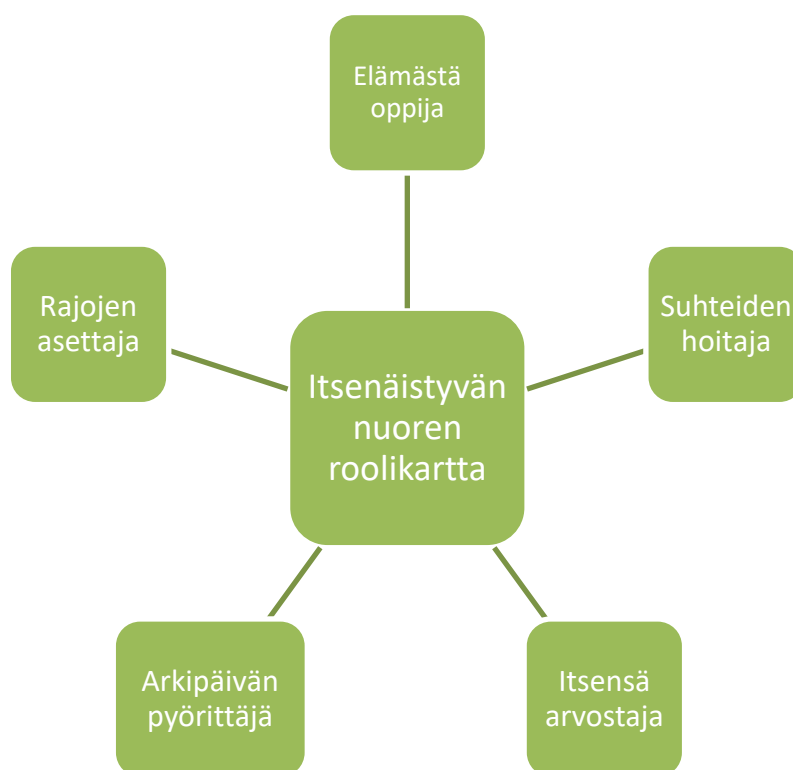 Elämästä
oppija
Rajojen
asettaja
Suhteiden
hoitaja
Itsenäistyvän
nuoren
roolikartta
Arkipäivän
pyörittäjä
Itsensä
arvostaja